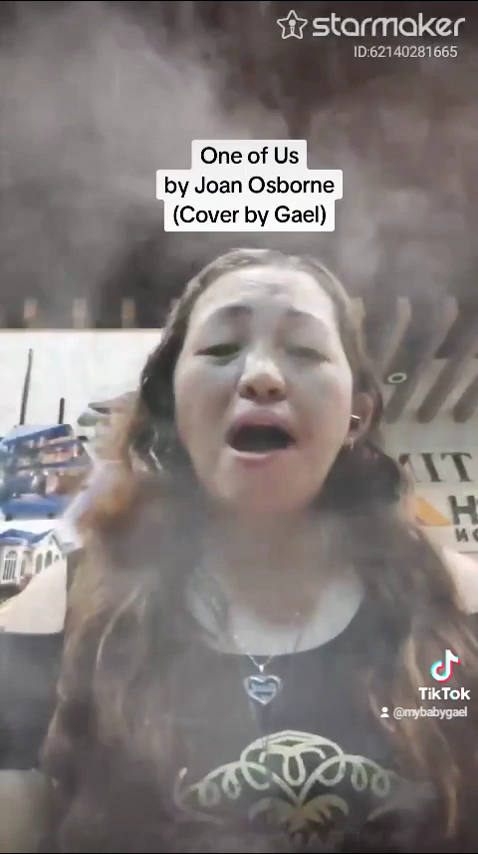 starmaker
ID:62140281665
One of Us
by Joan Osborne
(Cover by Gael)
TikTok
@mybabygael